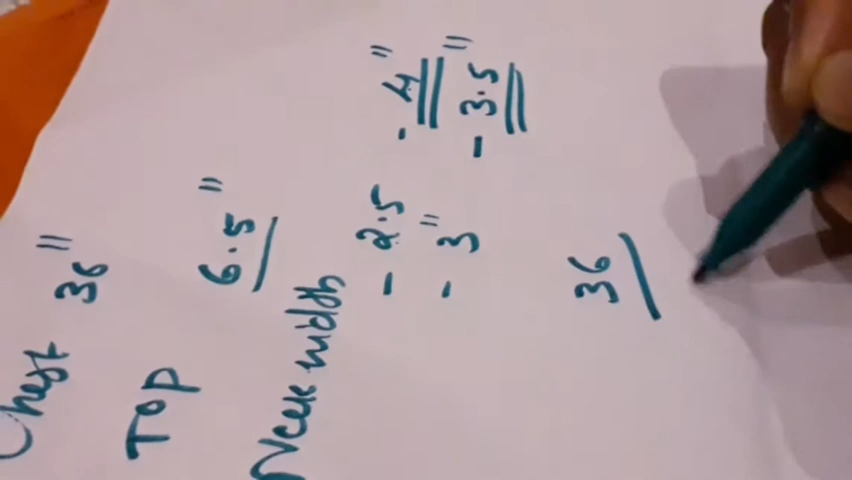 Chest 36"
Top 6.5"
Neck width
- 2.5 - 4"
- 3" - 3.5"
36